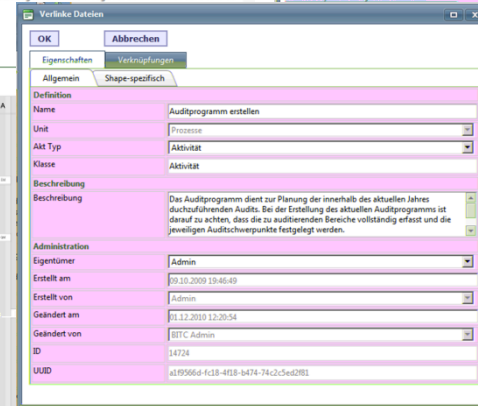 Verlinke Dateien
OK Abbrechen
Eigenschaften Verknüpfungen
Allgemein Shape-spezifisch
Definition
Name Auditprogramm erstellen
Unit Prozesse
Akt Typ Aktivität
Klasse Aktivität
Beschreibung
Beschreibung Das Auditprogramm dient zur Planung der innerhalb des aktuellen Jahres
duchzuführenden Audits. Bei der Erstellung des aktuellen Auditprogramms ist
darauf zu achten, dass die zu auditierenden Bereiche vollständig erfasst und die
jeweiligen Auditschwerpunkte festgelegt werden.
Administration
Eigentümer Admin
Erstellt am 09.10.2009 19:46:49
Erstellt von Admin
Geändert am 01.12.2010 12:20:54
Geändert von BITC Admin
ID 14724
UUID a1f9566d-fc18-4f18-b474-74c2c5ed2f81
A